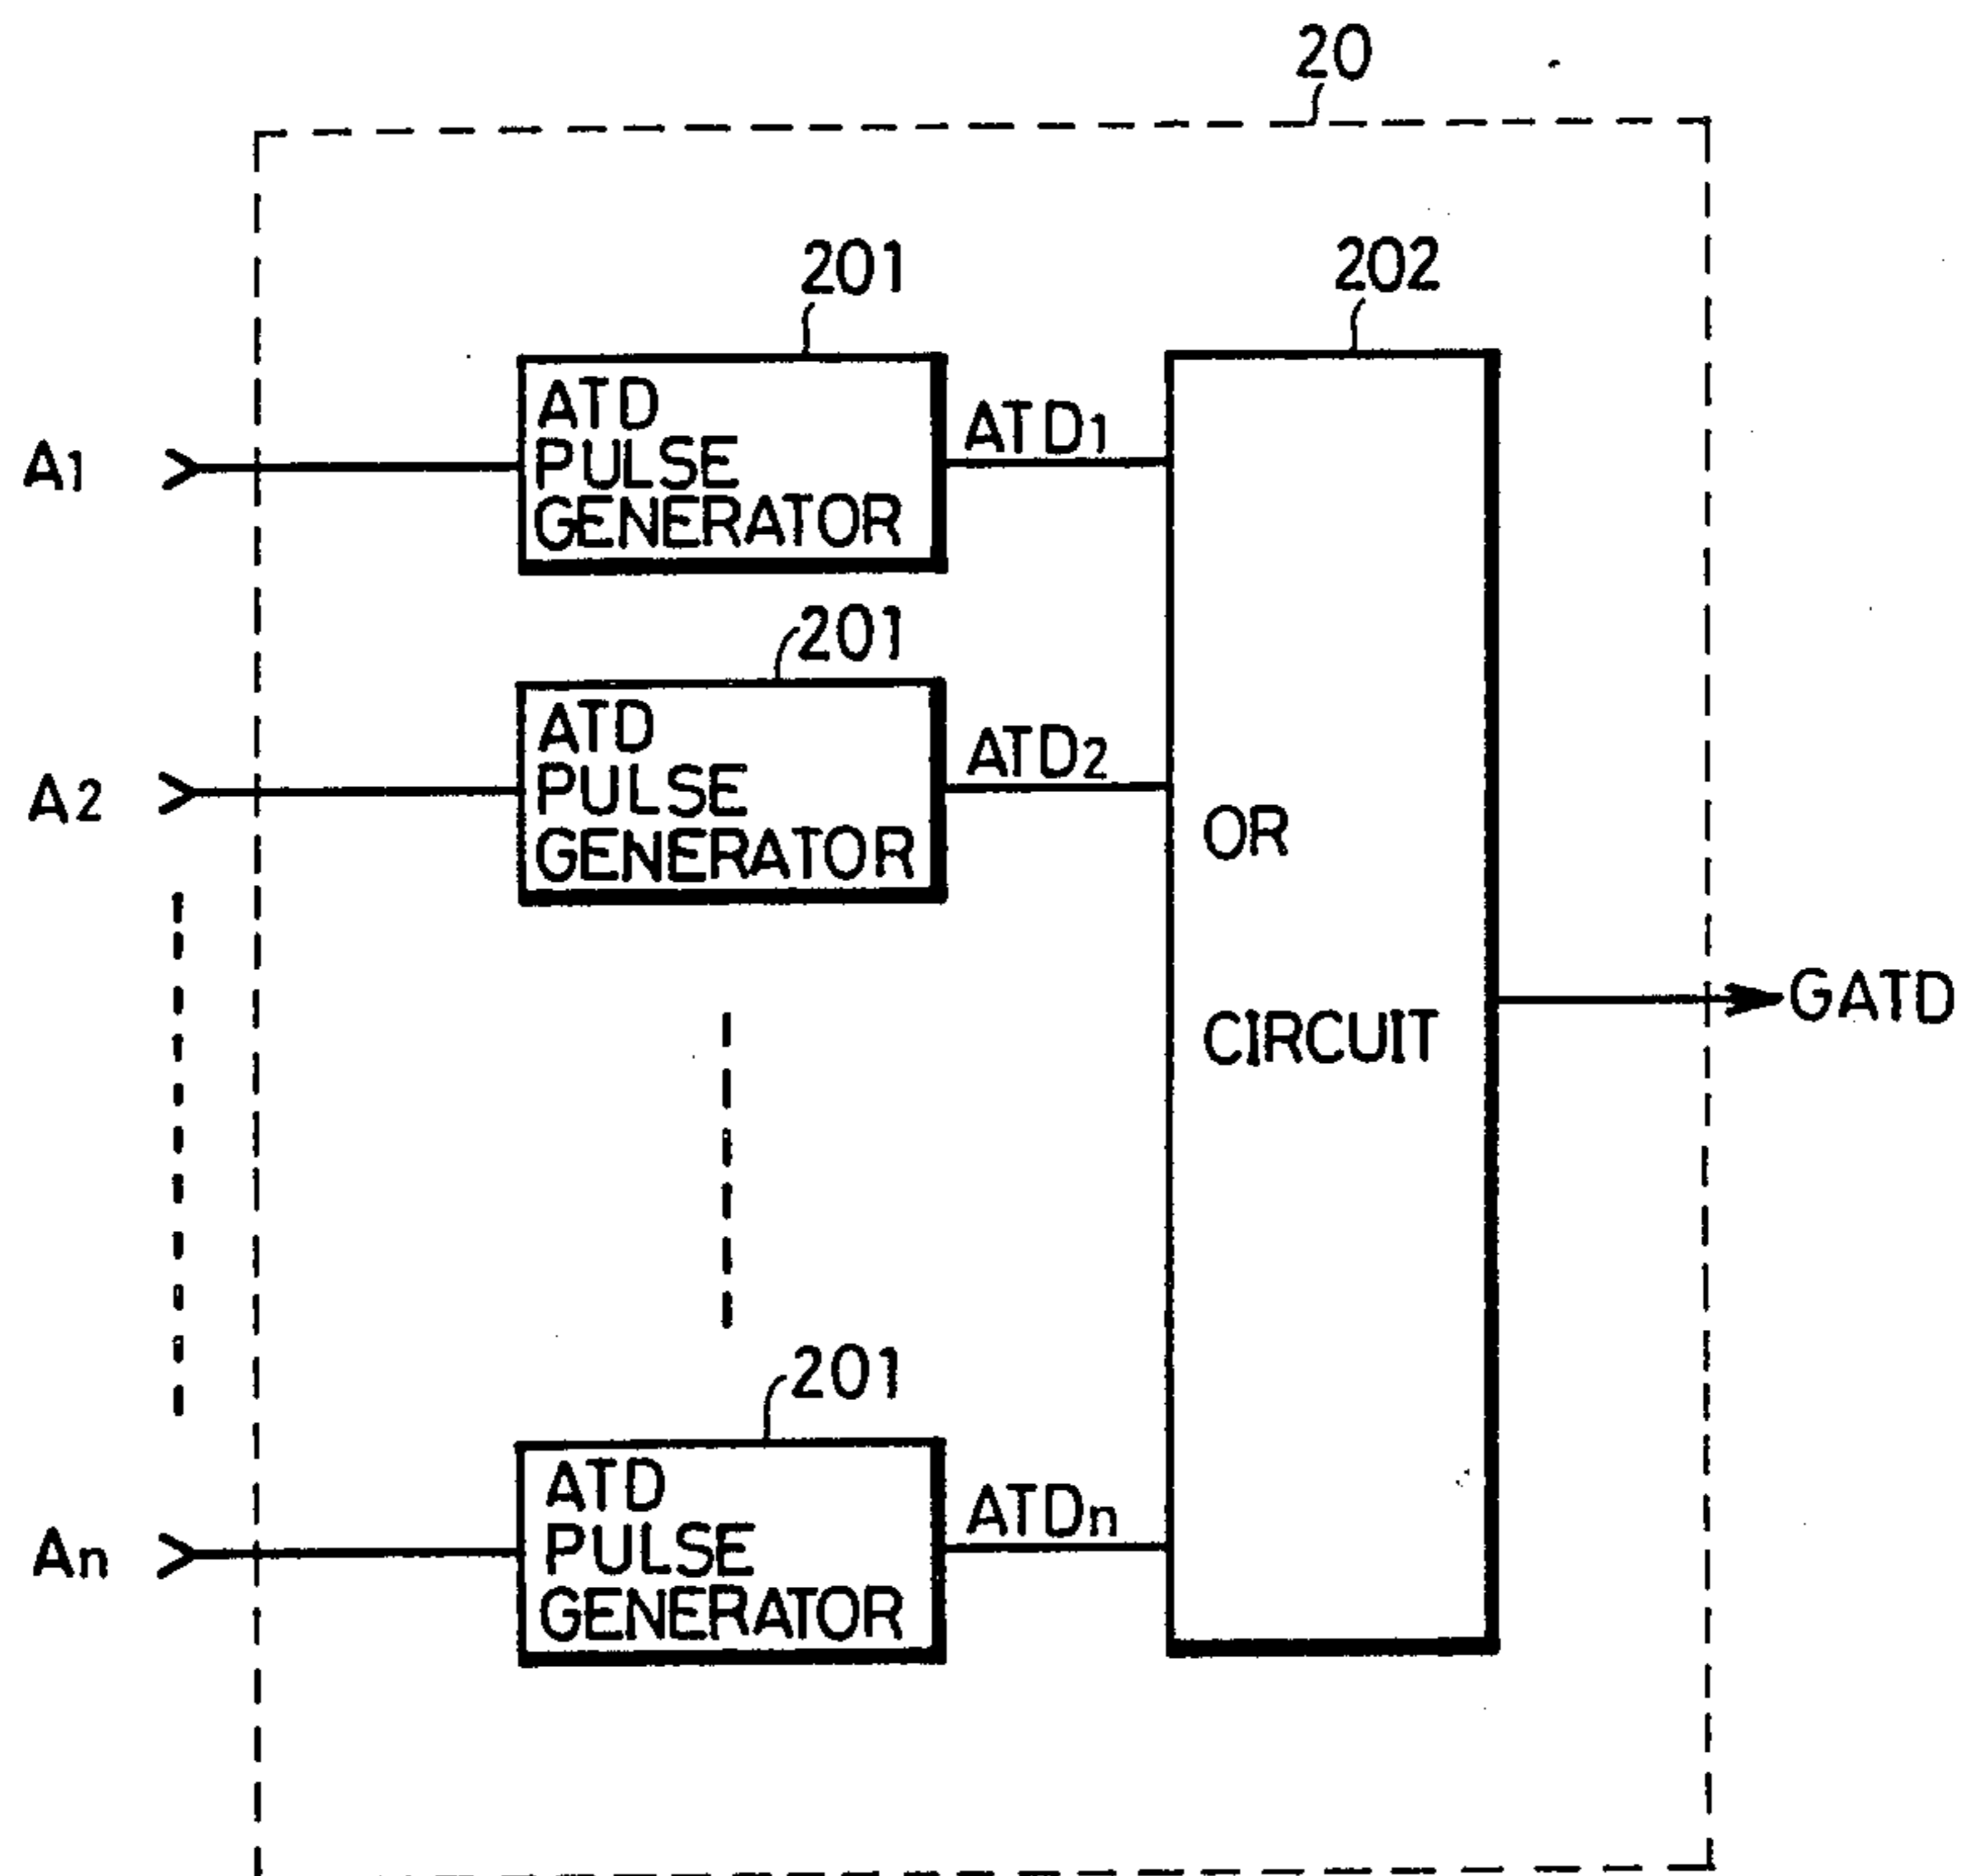 20
201
202
ATD
PULSE
GENERATOR
A1
ATD1
201
ATD
PULSE
GENERATOR
A2
ATD2
OR
CIRCUIT
GATD
201
ATD
PULSE
GENERATOR
An
ATDn